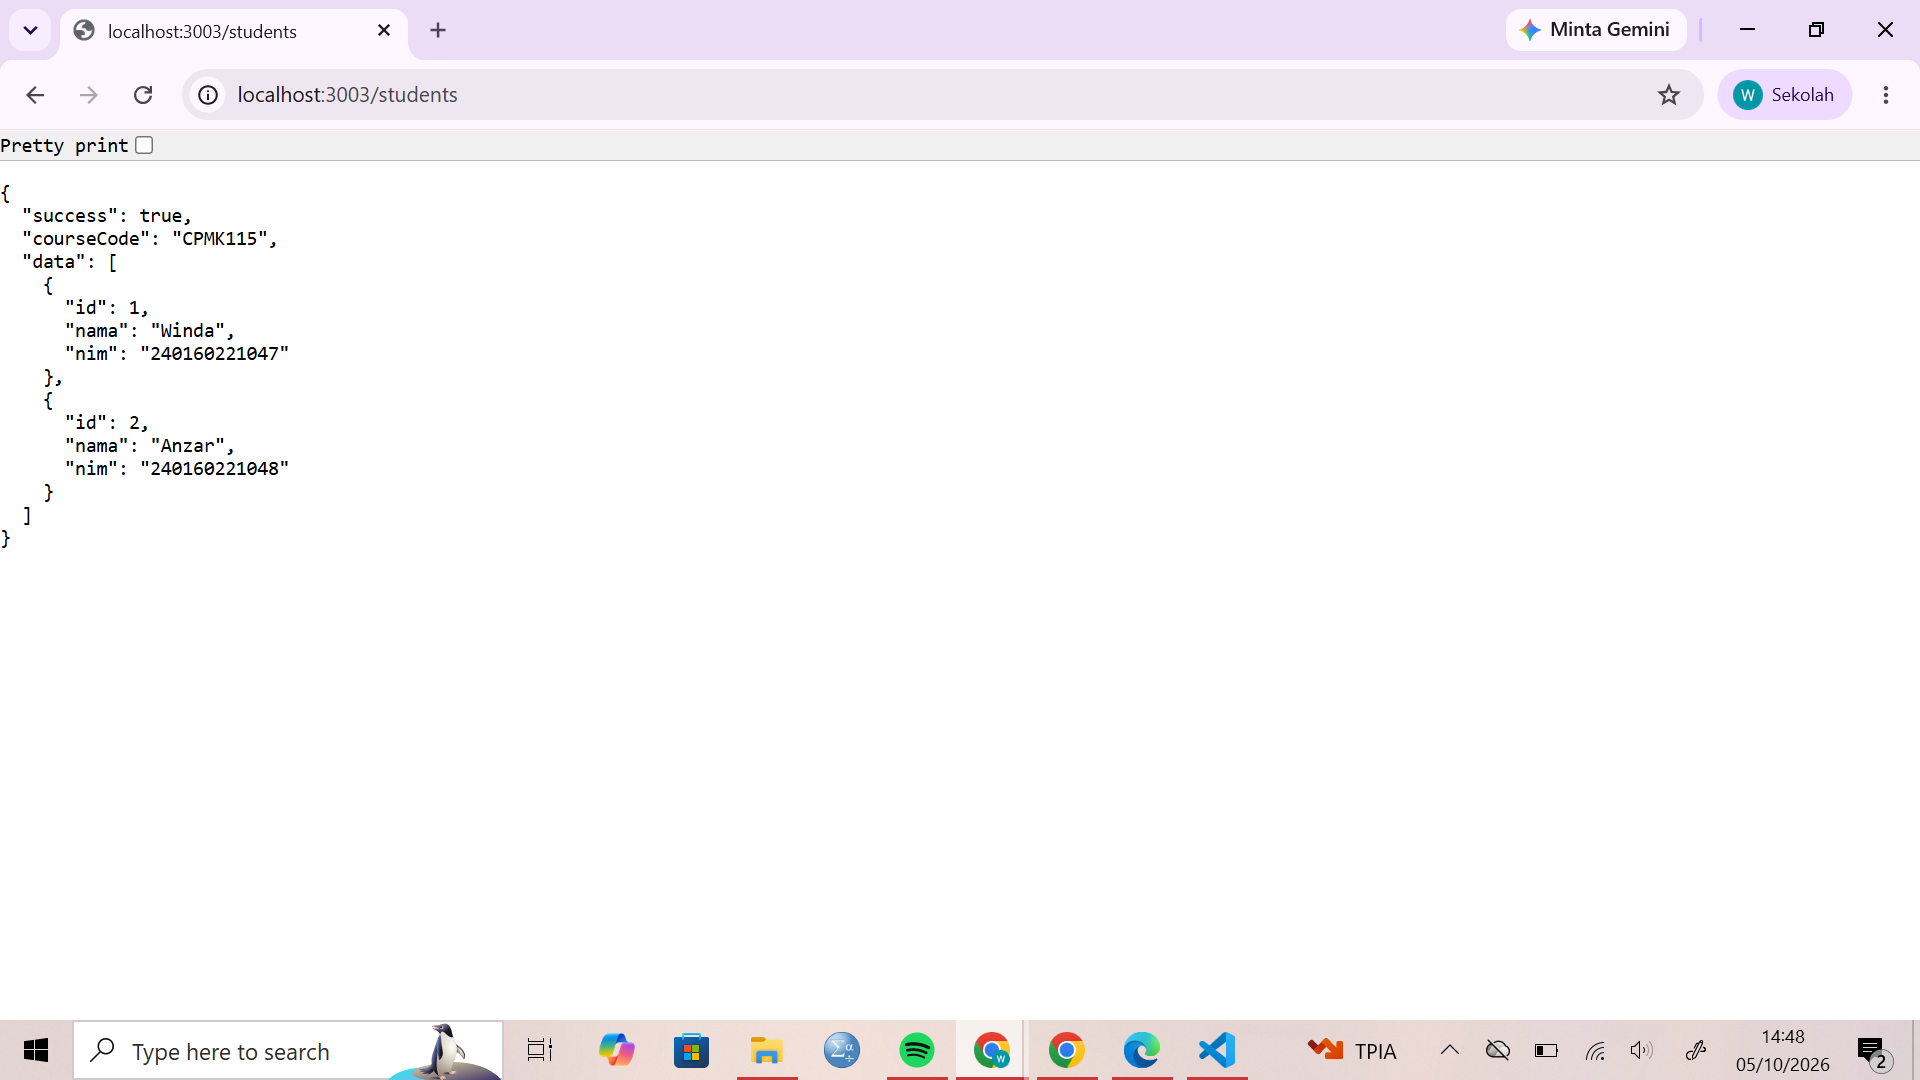 localhost:3003/students
Minta Gemini
localhost:3003/students
W
Sekolah
Pretty print
{
  "success": true,
  "courseCode": "CPMK115",
  "data": [
    {
      "id": 1,
      "nama": "Winda",
      "nim": "240160221047"
    },
    {
      "id": 2,
      "nama": "Anzar",
      "nim": "240160221048"
    }
  ]
}
Type here to search
Σα
÷
W
TPIA
14:48
05/10/2026
2